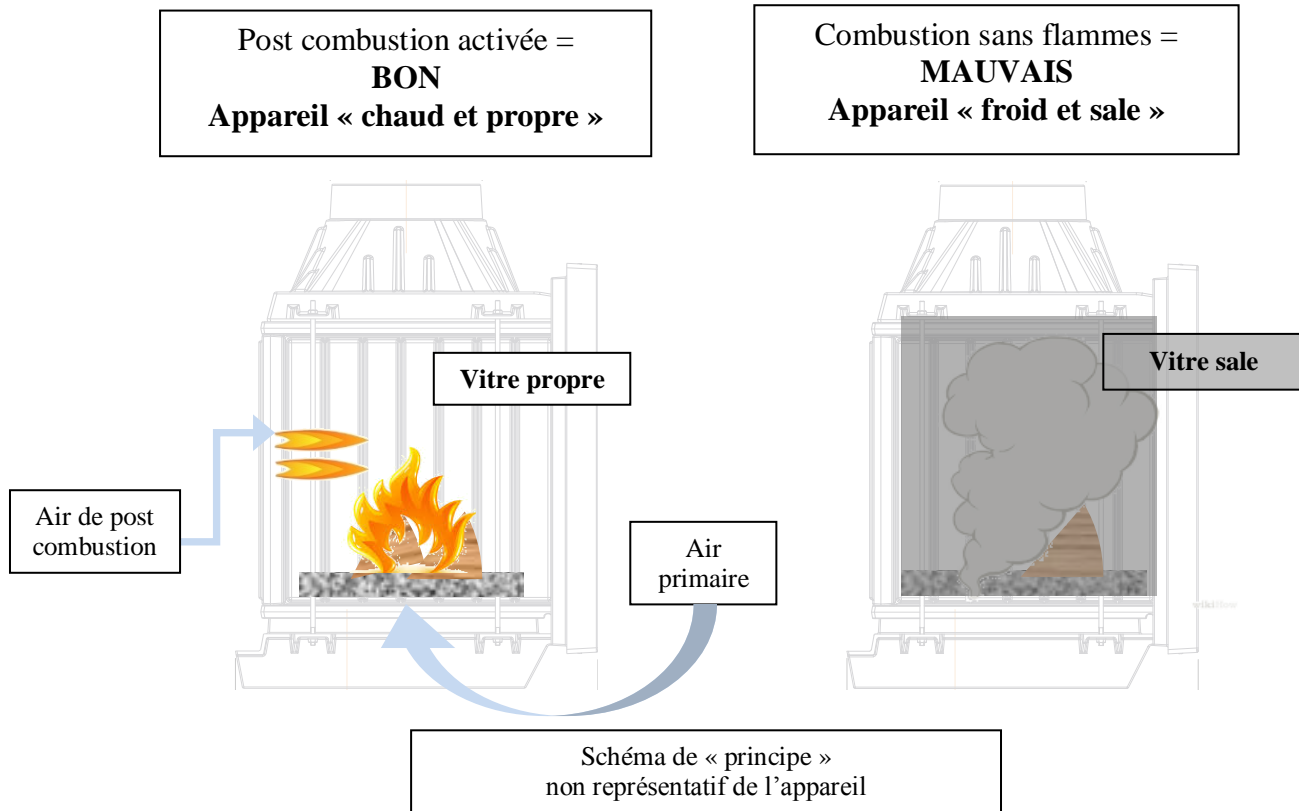 Post combustion activée =
BON
Appareil « chaud et propre »
Combustion sans flammes =
MAUVAIS
Appareil « froid et sale »
Vitre propre
Vitre sale
Air de post
combustion
Air
primaire
wikiHow
Schéma de « principe »
non représentatif de l'appareil